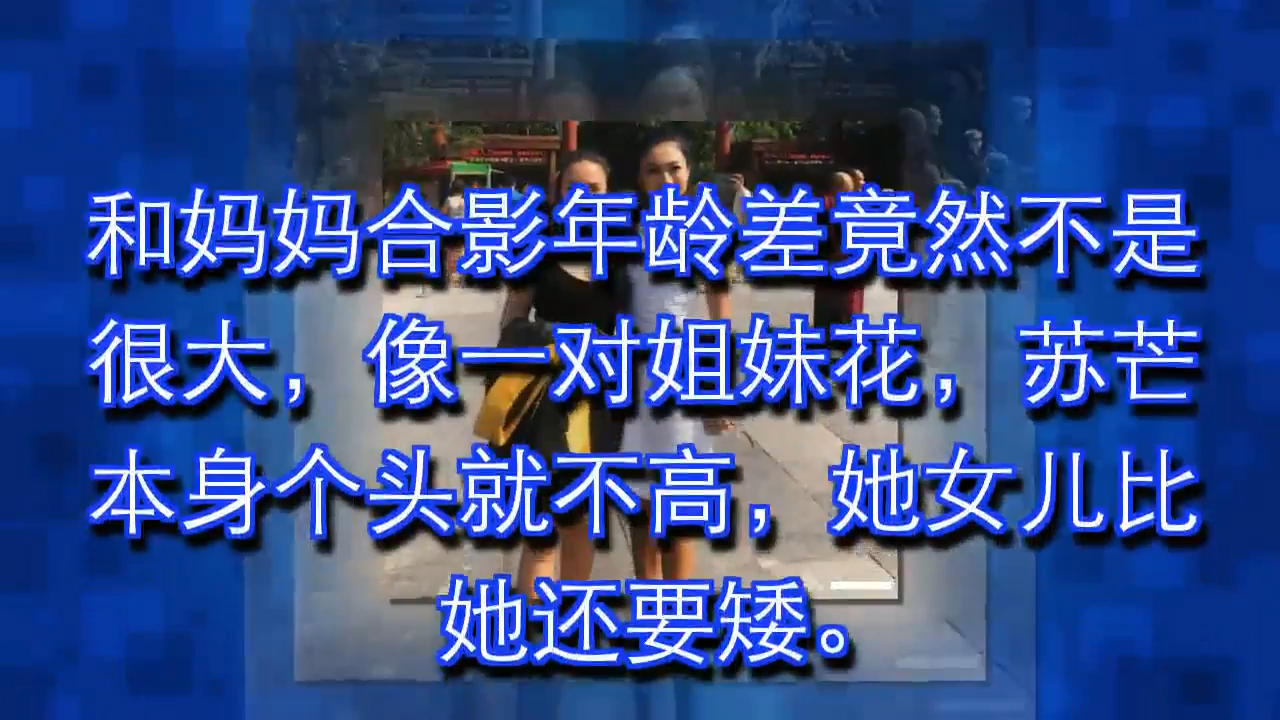 和妈妈合影年龄差竟然不是
很大，像一对姐妹花，苏芒
本身个头就不高，她女儿比
她还要矮。